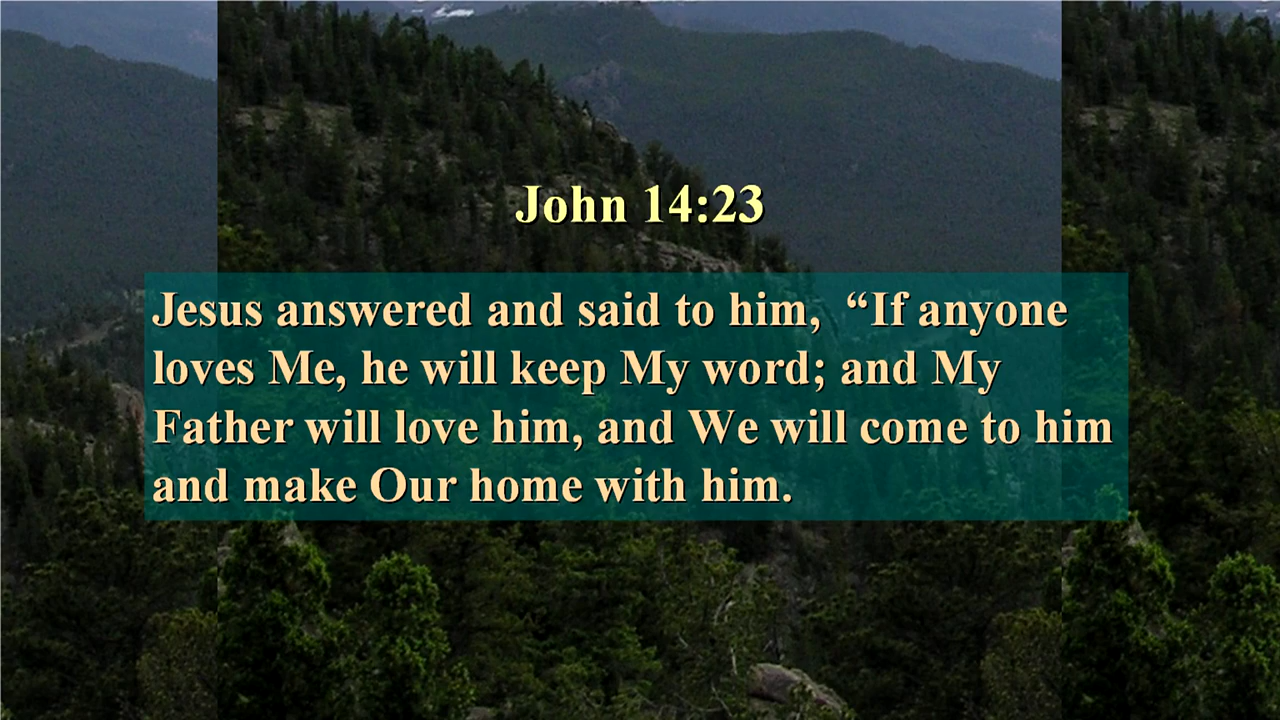 John 14:23
Jesus answered and said to him,  “If anyone
loves Me, he will keep My word; and My
Father will love him, and We will come to him
and make Our home with him.